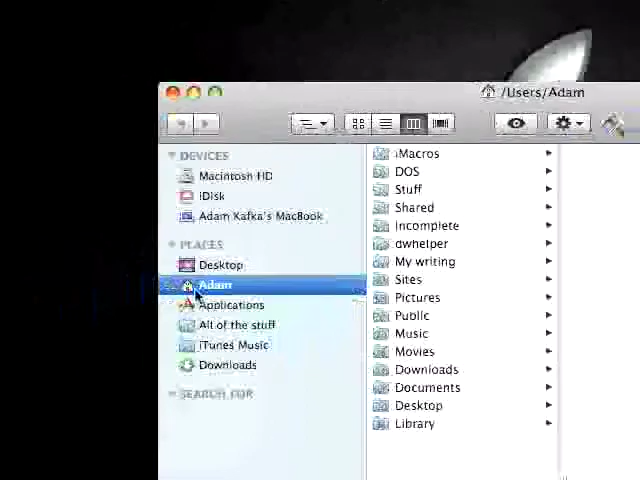 /Users/Adam
DEVICES
Macintosh HD
iDisk
Adam Kafka's MacBook
PLACES
Desktop
Adam
Applications
All of the stuff
iTunes Music
Downloads
SEARCH FOR
iMacros
DOS
Stuff
Shared
Incomplete
dwhelper
My writing
Sites
Pictures
Public
Music
Movies
Downloads
Documents
Desktop
Library